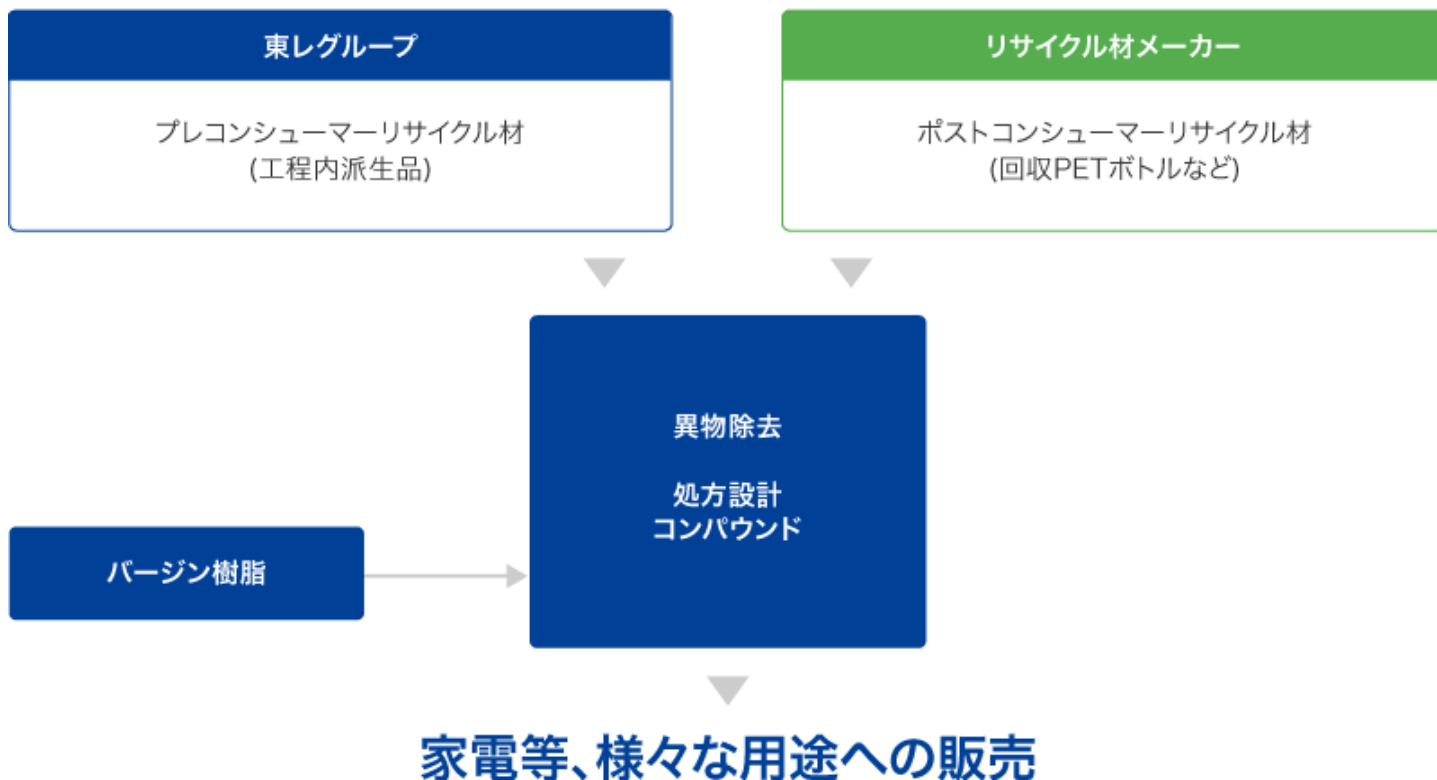 東レグループ
プレコンシューマーリサイクル材
(工程内派生品)
リサイクル材メーカー
ポストコンシューマーリサイクル材
(回収PETボトルなど)
異物除去
処方設計
コンパウンド
バージン樹脂
家電等、様々な用途への販売